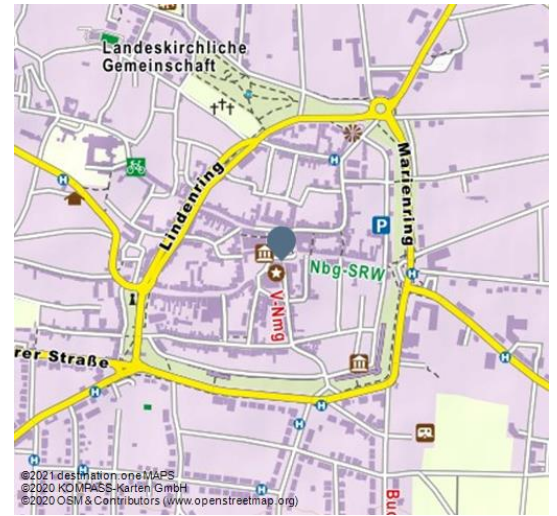 Landeskirchliche
Gemeinschaft
Lindenring
Marienring
P
H
H
H
H
H
H
H
H
H
H
Nbg-SRW
V-Nmg
rer Straße
Buc
©2021 destination.one MAPS
©2020 KOMPASS-Karten GmbH
©2020 OSM & Contributors (www.openstreetmap.org)